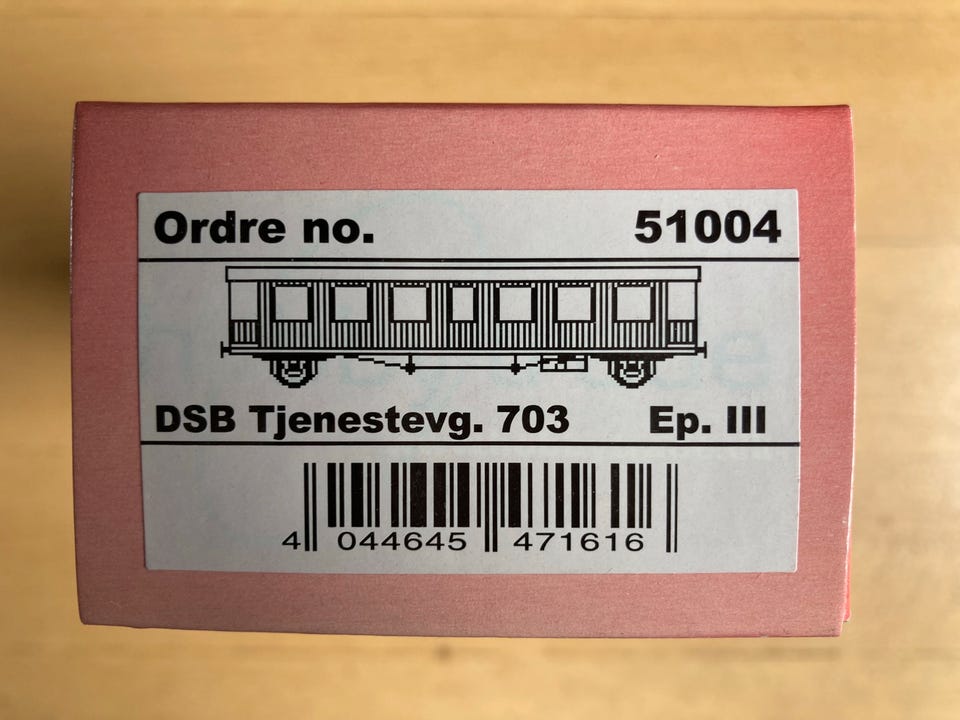 Ordre no. 51004
DSB Tjenestevg. 703 Ep. III
4 044645 471616